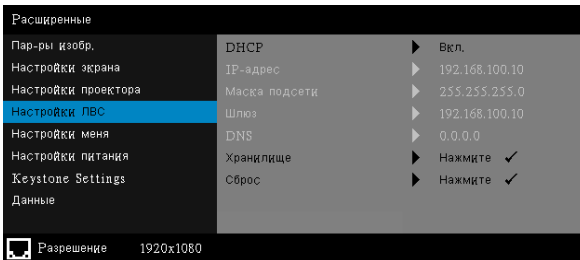 Расширенные
Пар-ры изобр.
Настройки экрана
Настройки проектора
Настройки ЛВС
Настройки меня
Настройки питания
Keystone Settings
Данные
DHCP Вкл.
IP-адрес 192.168.100.10
Маска подсети 255.255.255.0
Шлюз 192.168.100.10
DNS 0.0.0.0
Хранилище Нажмите ✓
Сброс Нажмите ✓
Разрешение 1920x1080